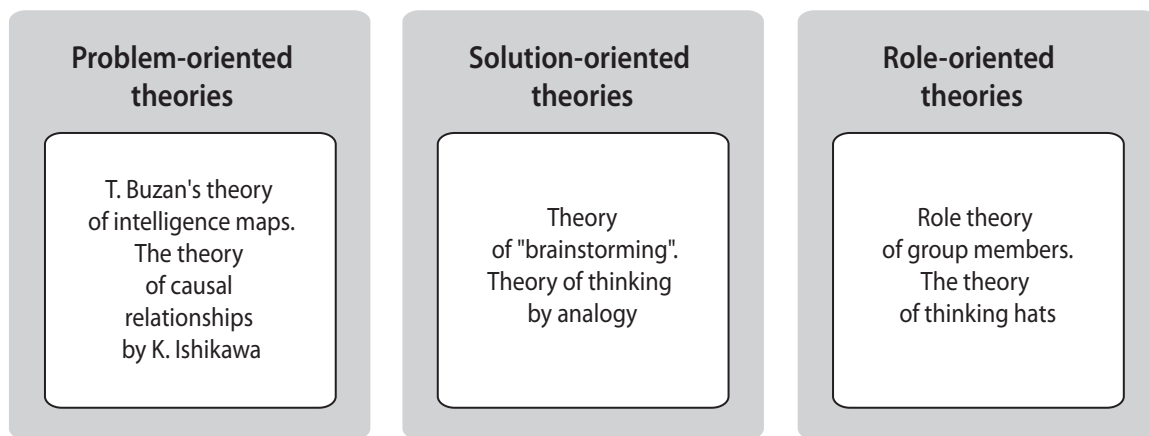 Problem-oriented
theories
T. Buzan's theory
of intelligence maps.
The theory
of causal
relationships
by K. Ishikawa
Solution-oriented
theories
Theory
of "brainstorming".
Theory of thinking
by analogy
Role-oriented
theories
Role theory
of group members.
The theory
of thinking hats